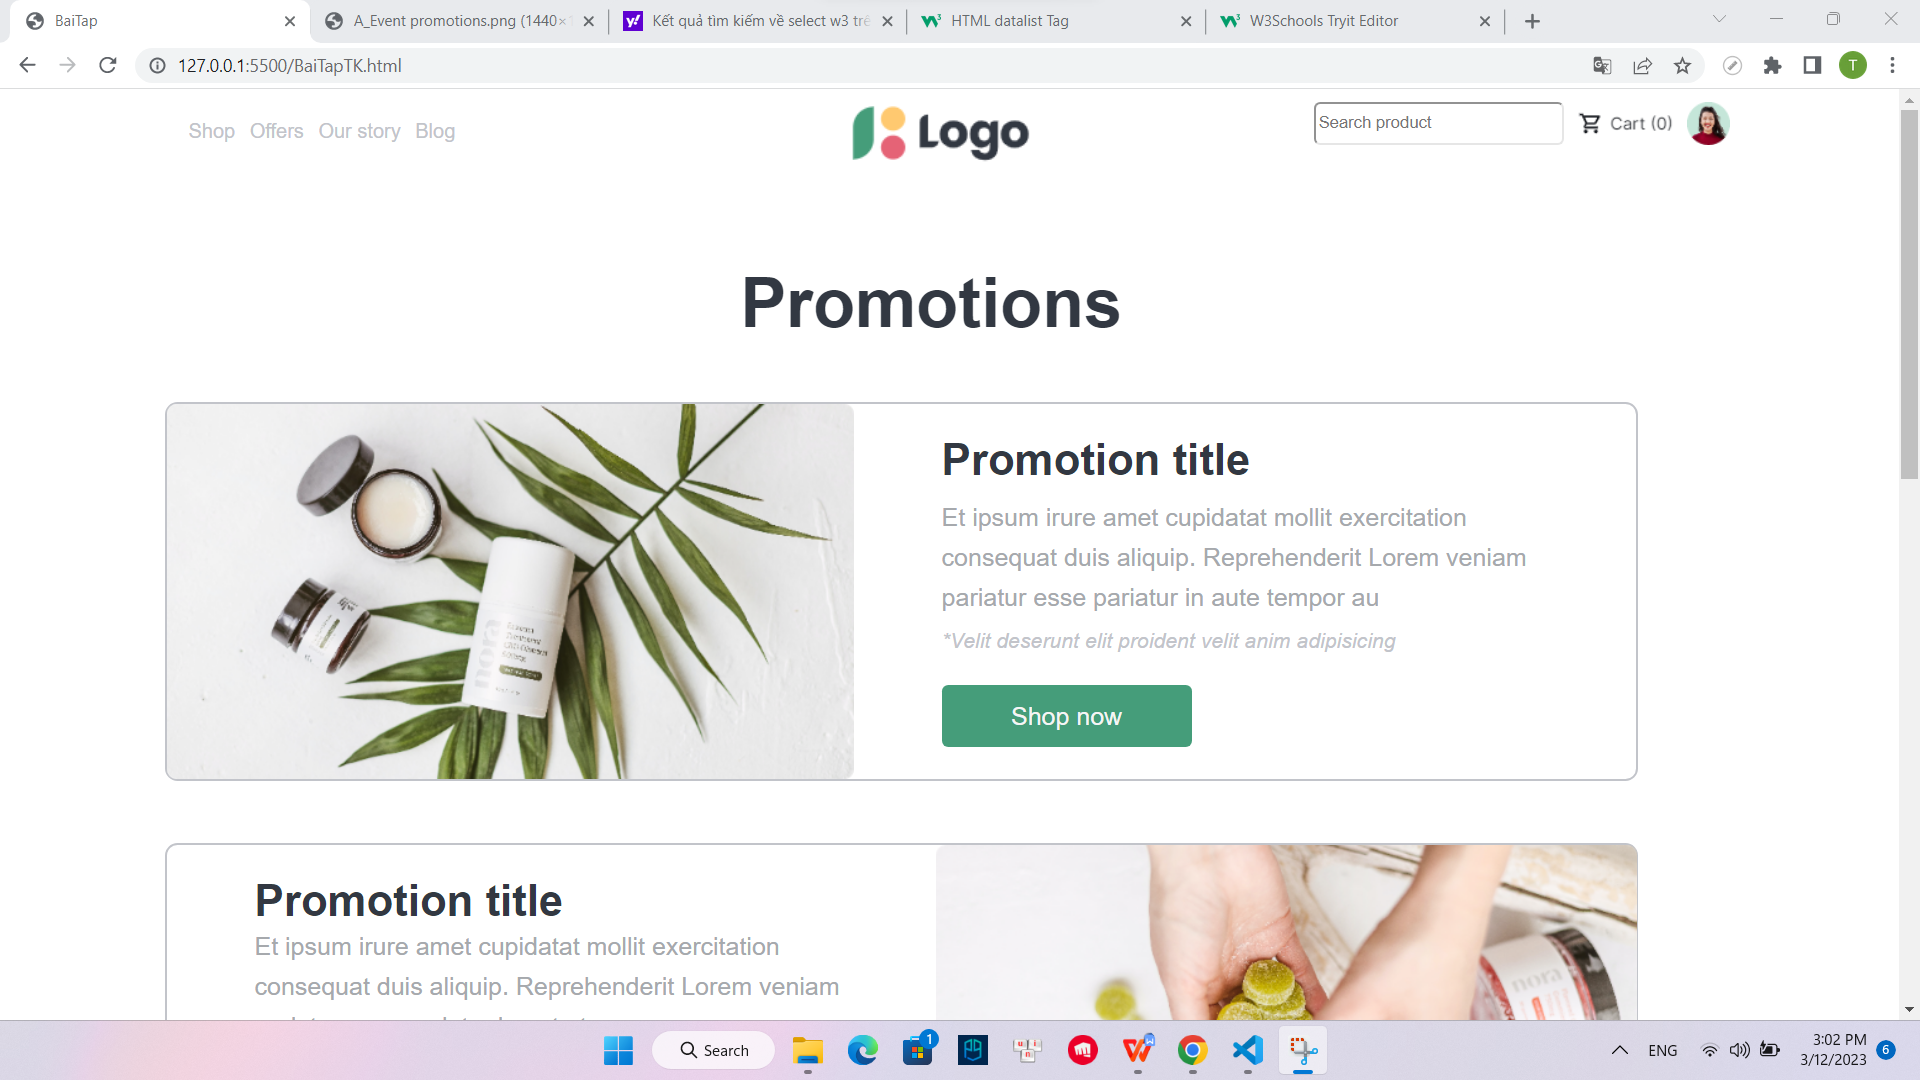 BaiTap
A_Event promotions.png (1440×
Kết quả tìm kiếm về select w3 trê
HTML datalist Tag
W3Schools Tryit Editor
127.0.0.1:5500/BaiTapTK.html
T
Shop Offers Our story Blog
Logo
Search product
Cart (0)
Promotions
Promotion title
Et ipsum irure amet cupidatat mollit exercitation
consequat duis aliquip. Reprehenderit Lorem veniam
pariatur esse pariatur in aute tempor au
*Velit deserunt elit proident velit anim adipisicing
Shop now
nora
Promotion title
Et ipsum irure amet cupidatat mollit exercitation
consequat duis aliquip. Reprehenderit Lorem veniam
nora
Search
1
ENG
3:02 PM
3/12/2023
6